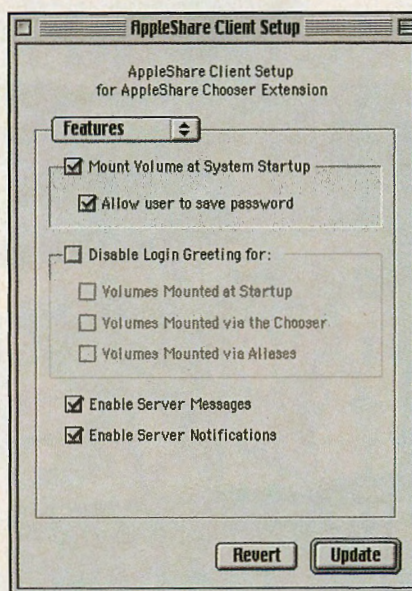 AppleShare Client Setup
AppleShare Client Setup
for AppleShare Chooser Extension
Features
Mount Volume at System Startup
Allow user to save password
Disable Login Greeting for:
Volumes Mounted at Startup
Volumes Mounted via the Chooser
Volumes Mounted via Aliases
Enable Server Messages
Enable Server Notifications
Revert
Update